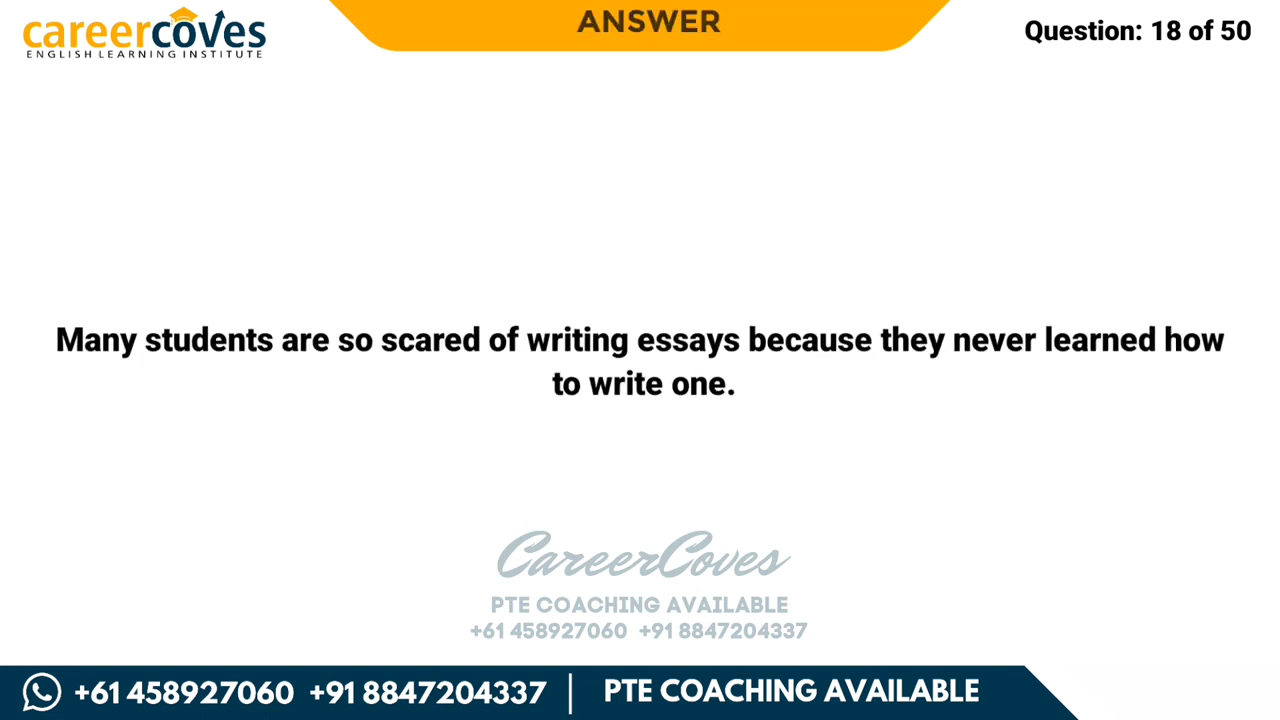 careercoves
ENGLISH LEARNING INSTITUTE
ANSWER
Question: 18 of 50
Many students are so scared of writing essays because they never learned how
to write one.
CareerCoves
PTE COACHING AVAILABLE
+61 458927060 +91 8847204337
+61 458927060 +91 8847204337 | PTE COACHING AVAILABLE